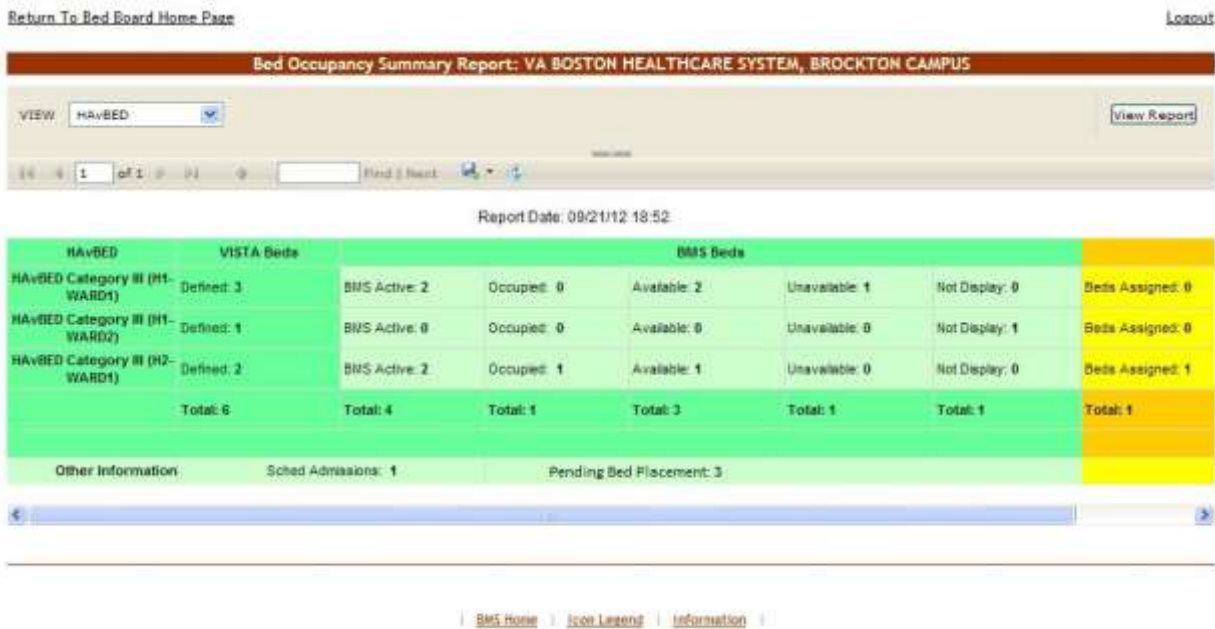 Return To Bed Board Home Page Logout
Bed Occupancy Summary Report: VA BOSTON HEALTHCARE SYSTEM, BROCKTON CAMPUS
VIEW HAvBED View Report
1 of 1 Find | Next
Report Date: 09/21/12 18:52
HAvBED VISTA Beds BMS Beds
HAvBED Category III (H1-WARD1) Defined: 3 BMS Active: 2 Occupied: 0 Available: 2 Unavailable: 1 Not Display: 0 Beds Assigned: 0
HAvBED Category III (H1-WARD2) Defined: 1 BMS Active: 0 Occupied: 0 Available: 0 Unavailable: 0 Not Display: 1 Beds Assigned: 0
HAvBED Category III (H2-WARD1) Defined: 2 BMS Active: 2 Occupied: 1 Available: 1 Unavailable: 0 Not Display: 0 Beds Assigned: 1
Total: 6 Total: 4 Total: 1 Total: 3 Total: 1 Total: 1 Total: 1
Other Information Sched Admissions: 1 Pending Bed Placement: 3
| BMS Home | Icon Legend | Information |